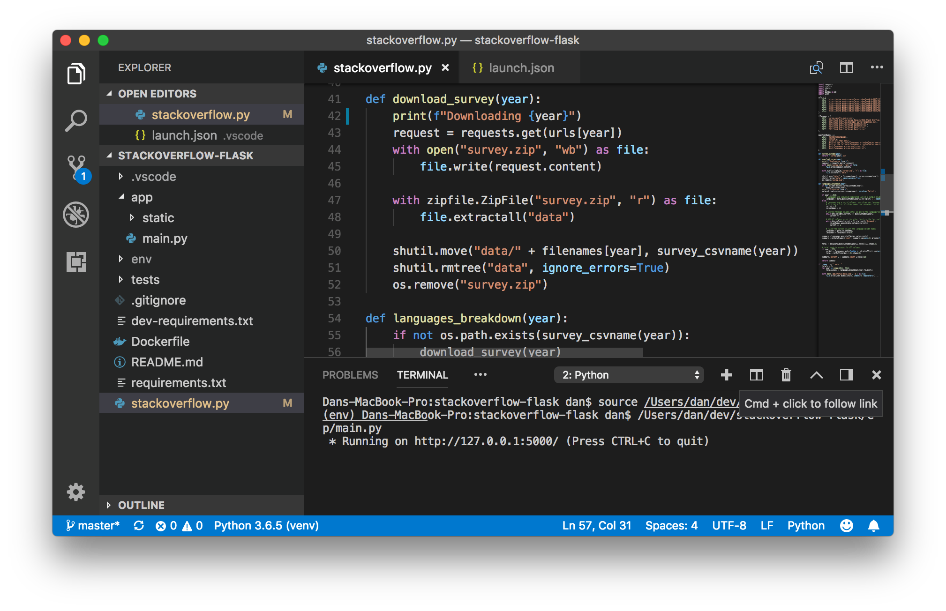 stackoverflow.py — stackoverflow-flask
EXPLORER
OPEN EDITORS
stackoverflow.py M
{} launch.json .vscode
STACKOVERFLOW-FLASK
.vscode
app
static
main.py
env
tests
.gitignore
dev-requirements.txt
Dockerfile
README.md
requirements.txt
stackoverflow.py M
OUTLINE
1
stackoverflow.py ×
{} launch.json
41 def download_survey(year):
42 print(f"Downloading {year}")
43 request = requests.get(urls[year])
44 with open("survey.zip", "wb") as file:
45 file.write(request.content)
46
47 with zipfile.ZipFile("survey.zip", "r") as file:
48 file.extractall("data")
49
50 shutil.move("data/" + filenames[year], survey_csvname(year))
51 shutil.rmtree("data", ignore_errors=True)
52 os.remove("survey.zip")
53
54 def languages_breakdown(year):
55 if not os.path.exists(survey_csvname(year)):
56 download_survey(year)
PROBLEMS TERMINAL ••• 2: Python
Dans-MacBook-Pro:stackoverflow-flask dan$ source /Users/dan/dev/
Cmd + click to follow link
(env) Dans-MacBook-Pro:stackoverflow-flask dan$ /Users/dan/dev/stackoverflow-flask/
p/main.py
* Running on http://127.0.0.1:5000/ (Press CTRL+C to quit)
master* 0 0 Python 3.6.5 (venv) Ln 57, Col 31 Spaces: 4 UTF-8 LF Python